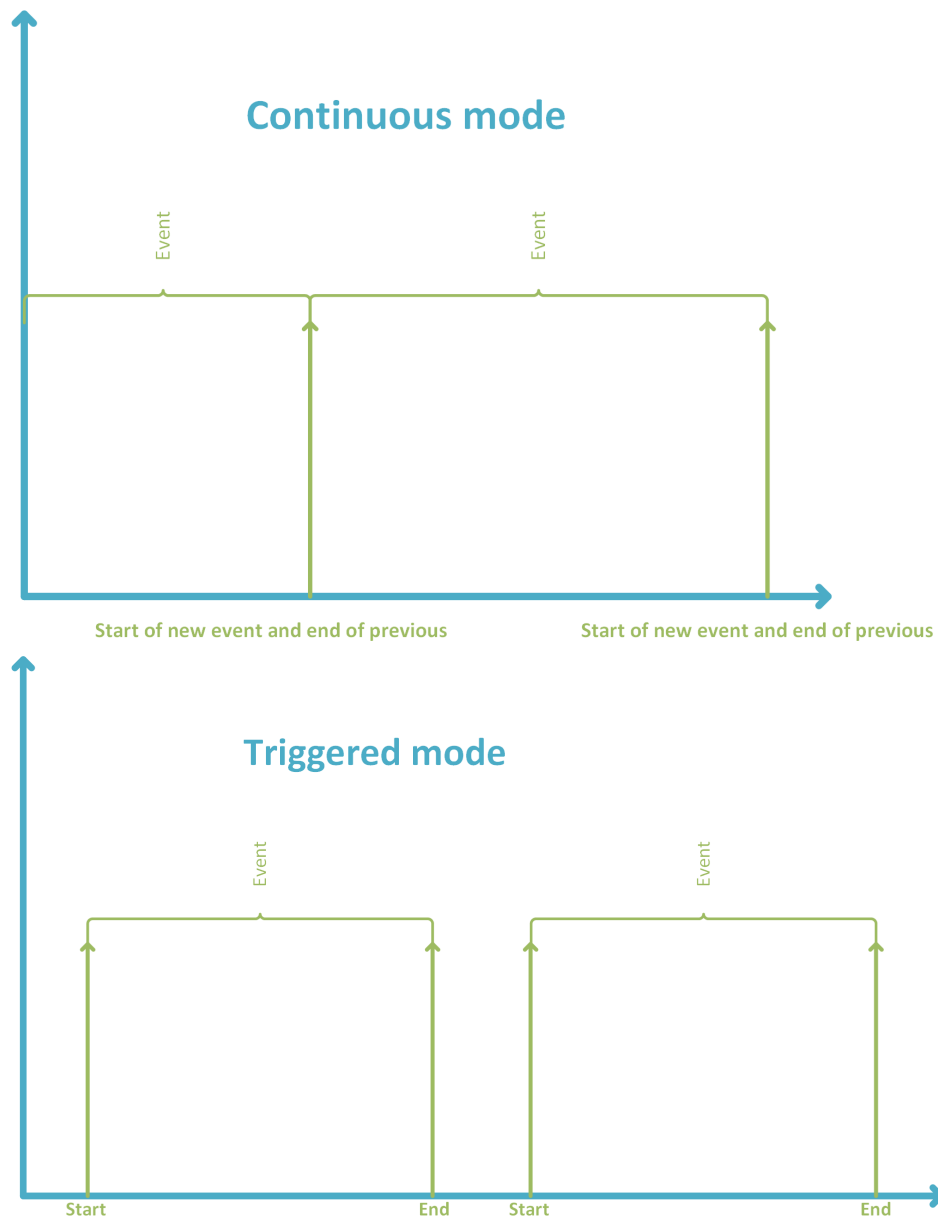 Continuous mode
Event
Event
Start of new event and end of previous
Start of new event and end of previous
Triggered mode
Event
Event
Start
End
Start
End